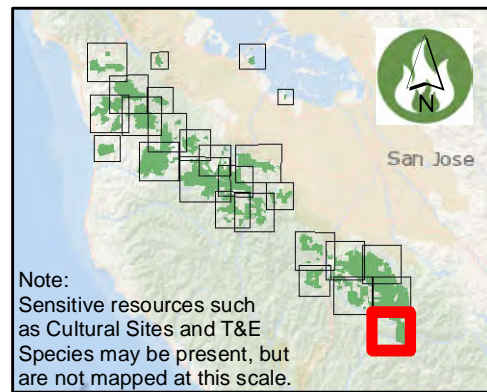 N
San Jose
Note:
Sensitive resources such
as Cultural Sites and T&E
Species may be present, but
are not mapped at this scale.